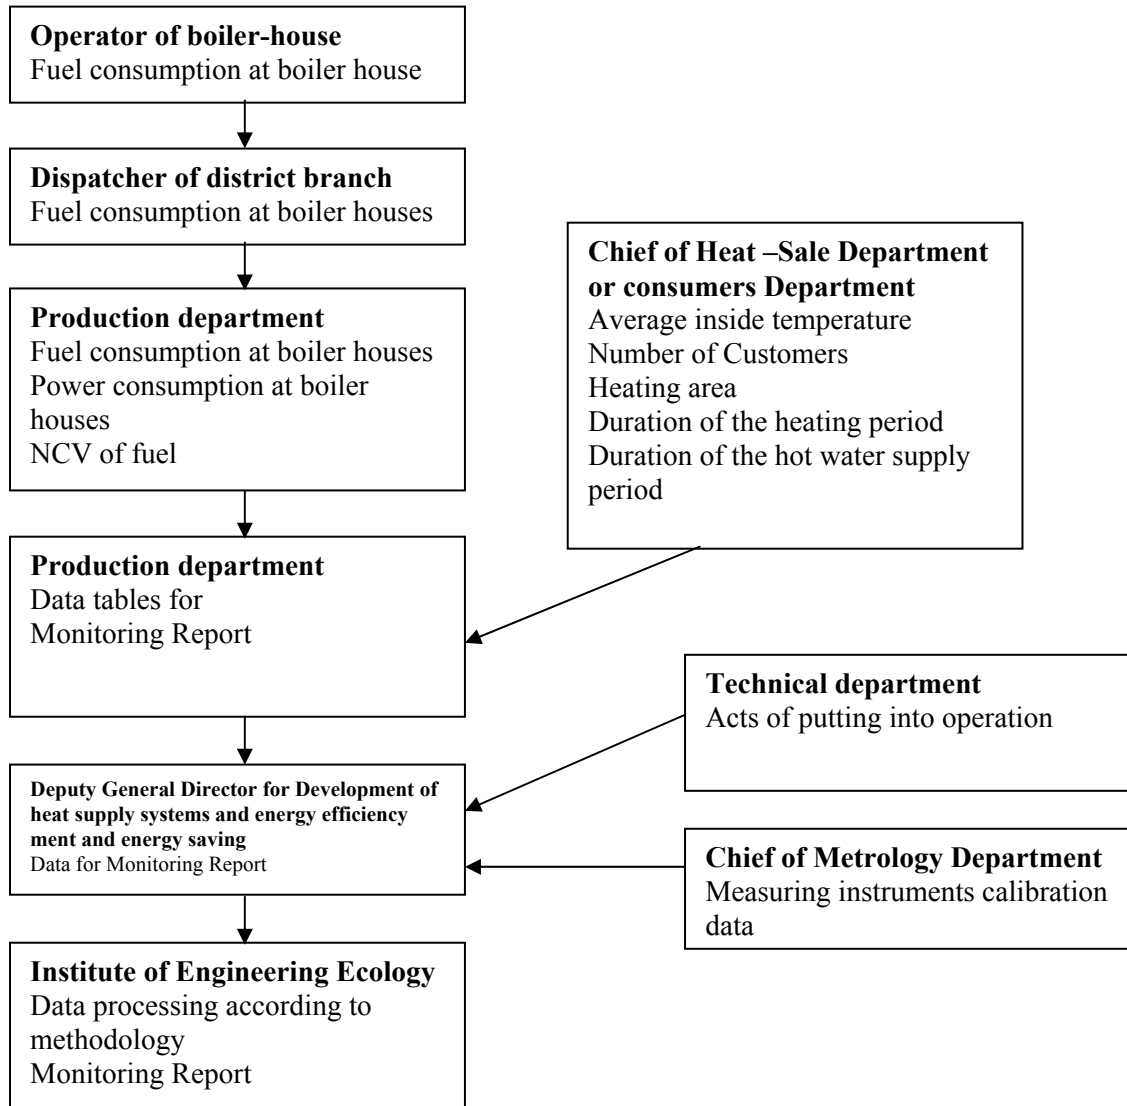 Operator of boiler-house
Fuel consumption at boiler house
Dispatcher of district branch
Fuel consumption at boiler houses
Production department
Fuel consumption at boiler houses
Power consumption at boiler
houses
NCV of fuel
Chief of Heat –Sale Department
or consumers Department
Average inside temperature
Number of Customers
Heating area
Duration of the heating period
Duration of the hot water supply
period
Production department
Data tables for
Monitoring Report
Technical department
Acts of putting into operation
Deputy General Director for Development of
heat supply systems and energy efficiency
ment and energy saving
Data for Monitoring Report
Chief of Metrology Department
Measuring instruments calibration
data
Institute of Engineering Ecology
Data processing according to
methodology
Monitoring Report